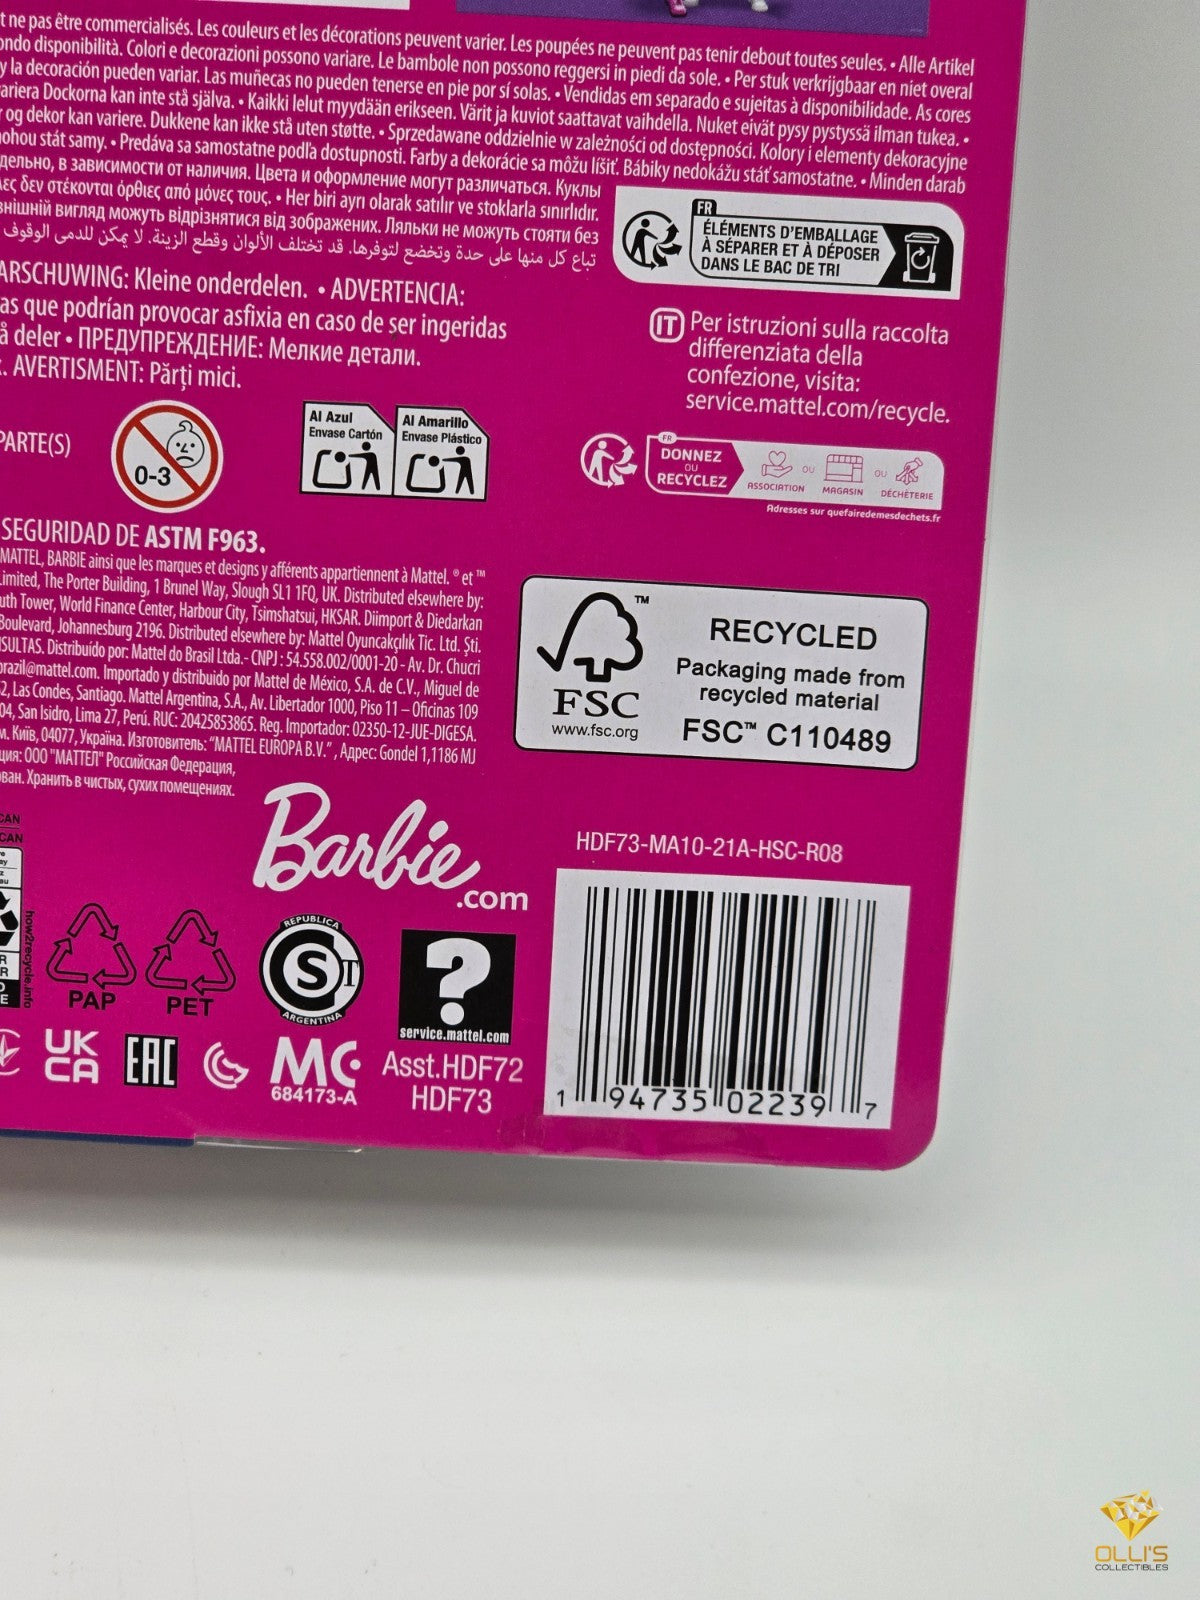 t ne pas être commercialisés. Les couleurs et les décorations peuvent varier. Les poupées ne peuvent pas tenir debout toutes seules. • Alle Artikel
ondo disponibilità. Colori e decorazioni possono variare. Le bambole non possono reggersi in piedi da sole. • Per stuk verkrijgbaar en niet overal
y la decoración pueden variar. Las muñecas no pueden tenerse en pie por sí solas. • Vendidas em separado e sujeitas à disponibilidade. As cores
variera Dockorna kan inte stå själva. • Kaikki lelut myydään erikseen. Värit ja kuviot saattavat vaihdella. Nuket eivät pysy pystyssä ilman tukea. •
r og dekor kan variere. Dukkene kan ikke stå uten støtte. • Sprzedawane oddzielnie w zależności od dostępności. Kolory i elementy dekoracyjne
mohou stát samy. • Predáva sa samostatne podľa dostupnosti. Farby a dekorácie sa môžu líšiť. Bábiky nedokážu stáť samostatne. • Minden darab
дельно, в зависимости от наличия. Цвета и оформление могут различаться. Куклы
λες δεν στέκονται όρθιες από μόνες τους. • Her biri ayrı olarak satılır ve stoklarla sınırlıdır.
внішній вигляд можуть відрізнятися від зображених. Ляльки не можуть стояти без
تباع كل منها على حدة وتخضع لتوفرها. قد تختلف الألوان وقطع الزينة. لا يمكن للدمى الوقوف
FR
ÉLÉMENTS D'EMBALLAGE
À SÉPARER ET À DÉPOSER
DANS LE BAC DE TRI
ARSCHUWING: Kleine onderdelen. • ADVERTENCIA:
as que podrían provocar asfixia en caso de ser ingeridas
å deler • ПРЕДУПРЕЖДЕНИЕ: Мелкие детали.
. AVERTISMENT: Părți mici.
IT Per istruzioni sulla raccolta
differenziata della
confezione, visita:
service.mattel.com/recycle.
PARTE(S)
0-3
Al Azul
Envase Cartón
Al Amarillo
Envase Plástico
FR
DONNEZ
OU
RECYCLEZ
ASSOCIATION
OU
MAGASIN
OU
DÉCHÈTERIE
Adresses sur quefairedemesdechets.fr
SEGURIDAD DE ASTM F963.
MATTEL, BARBIE ainsi que les marques et designs y afférents appartiennent à Mattel. ® et ™
Limited, The Porter Building, 1 Brunel Way, Slough SL1 1FQ, UK. Distributed elsewhere by:
uth Tower, World Finance Center, Harbour City, Tsimshatsui, HKSAR. Diimport & Diedarkan
Boulevard, Johannesburg 2196. Distributed elsewhere by: Mattel Oyuncakçılık Tic. Ltd. Şti.
SULTAS. Distribuído por: Mattel do Brasil Ltda.- CNPJ : 54.558.002/0001-20 - Av. Dr. Chucri
brazil@mattel.com. Importado y distribuido por Mattel de México, S.A. de C.V., Miguel de
52, Las Condes, Santiago. Mattel Argentina, S.A., Av. Libertador 1000, Piso 11 – Oficinas 109
04, San Isidro, Lima 27, Perú. RUC: 20425853865. Reg. Importador: 02350-12-JUE-DIGESA.
м. Київ, 04077, Україна. Изготовитель: "MATTEL EUROPA B.V." , Адрес: Gondel 1,1186 MJ
ция: ООО "МАТТЕЛ" Российская Федерация,
ован. Хранить в чистых, сухих помещениях.
™
FSC
www.fsc.org
RECYCLED
Packaging made from
recycled material
FSC™ C110489
Barbie
.com
HDF73-MA10-21A-HSC-R08
CAN
CAN
how2recycle.info
PAP
PET
REPUBLICA
S T
ARGENTINA
?
service.mattel.com
UK
CA
EAC
MC
684173-A
Asst.HDF72
HDF73
1 94735 02239 7
OLLI'S
COLLECTIBLES